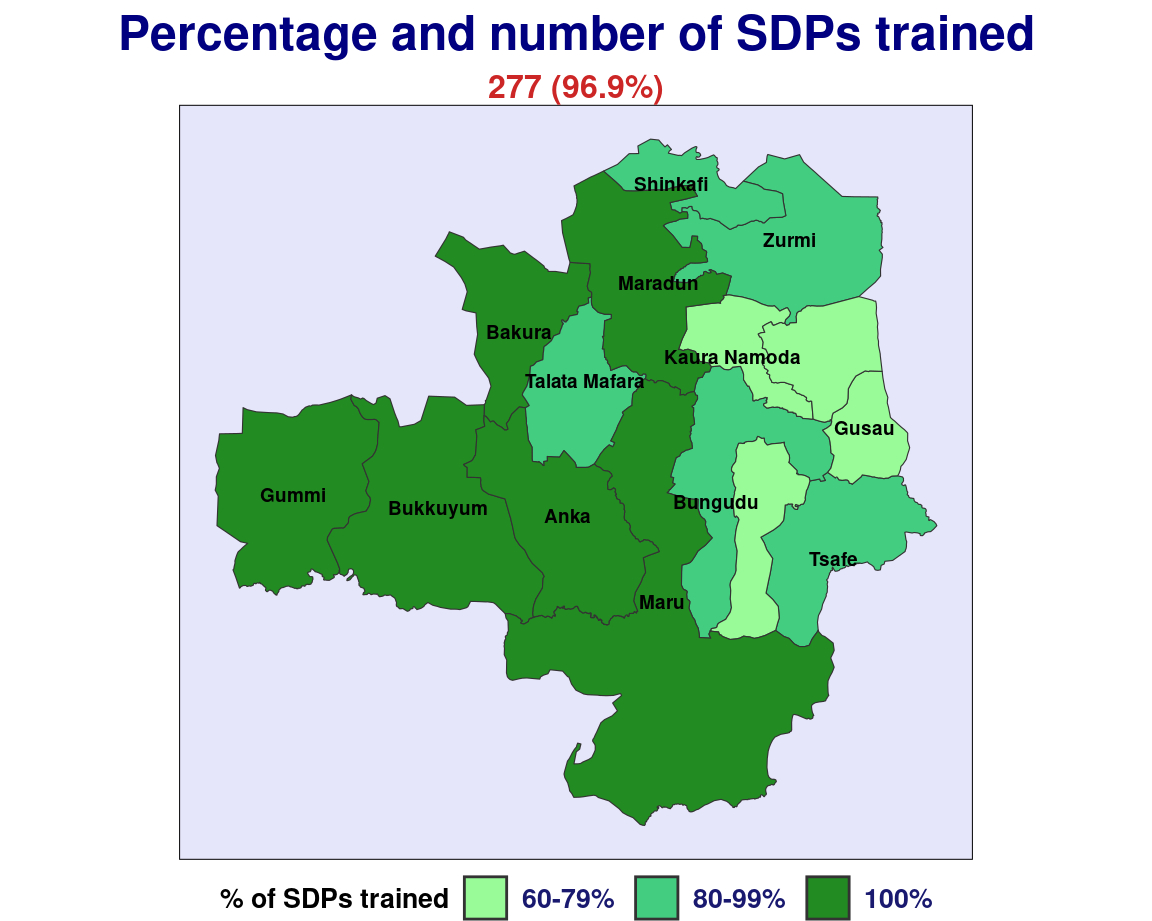 Percentage and number of SDPs trained
277 (96.9%)
Shinkafi
Zurmi
Maradun
Bakura
Kaura Namoda
Talata Mafara
Gusau
Gummi
Bukkuyum
Anka
Bungudu
Tsafe
Maru
% of SDPs trained 60-79% 80-99% 100%